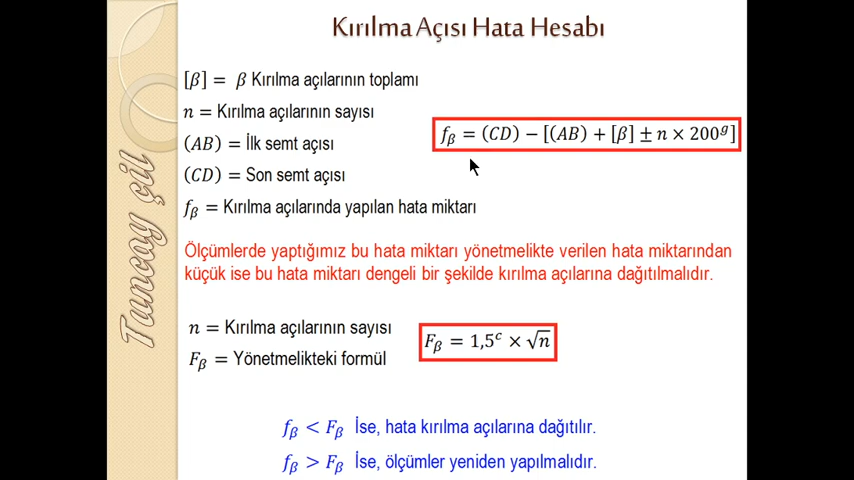 Kırılma Açısı Hata Hesabı
[β] = β Kırılma açılarının toplamı
n = Kırılma açılarının sayısı
(AB) = İlk semt açısı
(CD) = Son semt açısı
f_β = Kırılma açılarında yapılan hata miktarı
f_β = (CD) − [(AB) + [β] ± n × 200^g]
Ölçümlerde yaptığımız bu hata miktarı yönetmelikte verilen hata miktarından
küçük ise bu hata miktarı dengeli bir şekilde kırılma açılarına dağıtılmalıdır.
n = Kırılma açılarının sayısı
F_β = Yönetmelikteki formül
F_β = 1,5^c × √n
f_β < F_β İse, hata kırılma açılarına dağıtılır.
f_β > F_β İse, ölçümler yeniden yapılmalıdır.
Tuncay çil